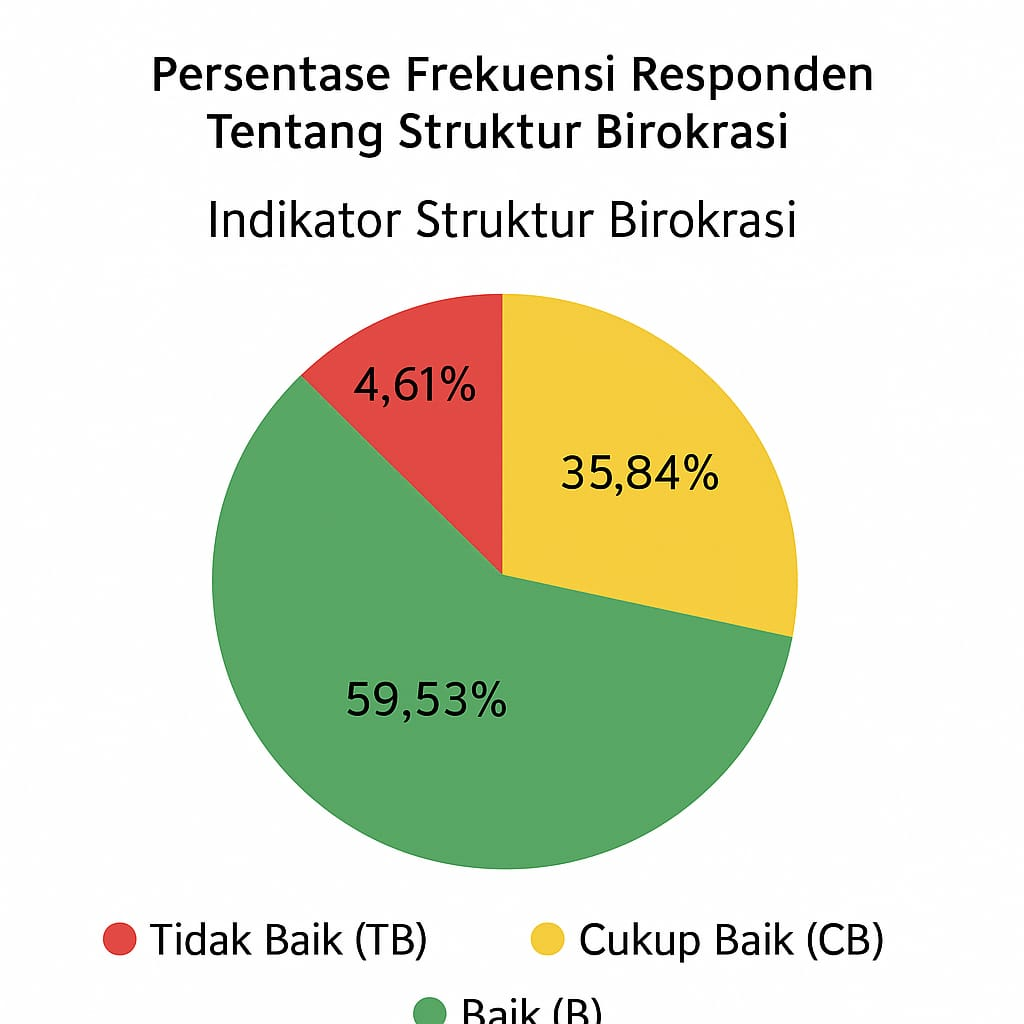 Persentase Frekuensi Responden
Tentang Struktur Birokrasi
Indikator Struktur Birokrasi
4,61%
35,84%
59,53%
Tidak Baik (TB)
Cukup Baik (CB)
Baik (B)